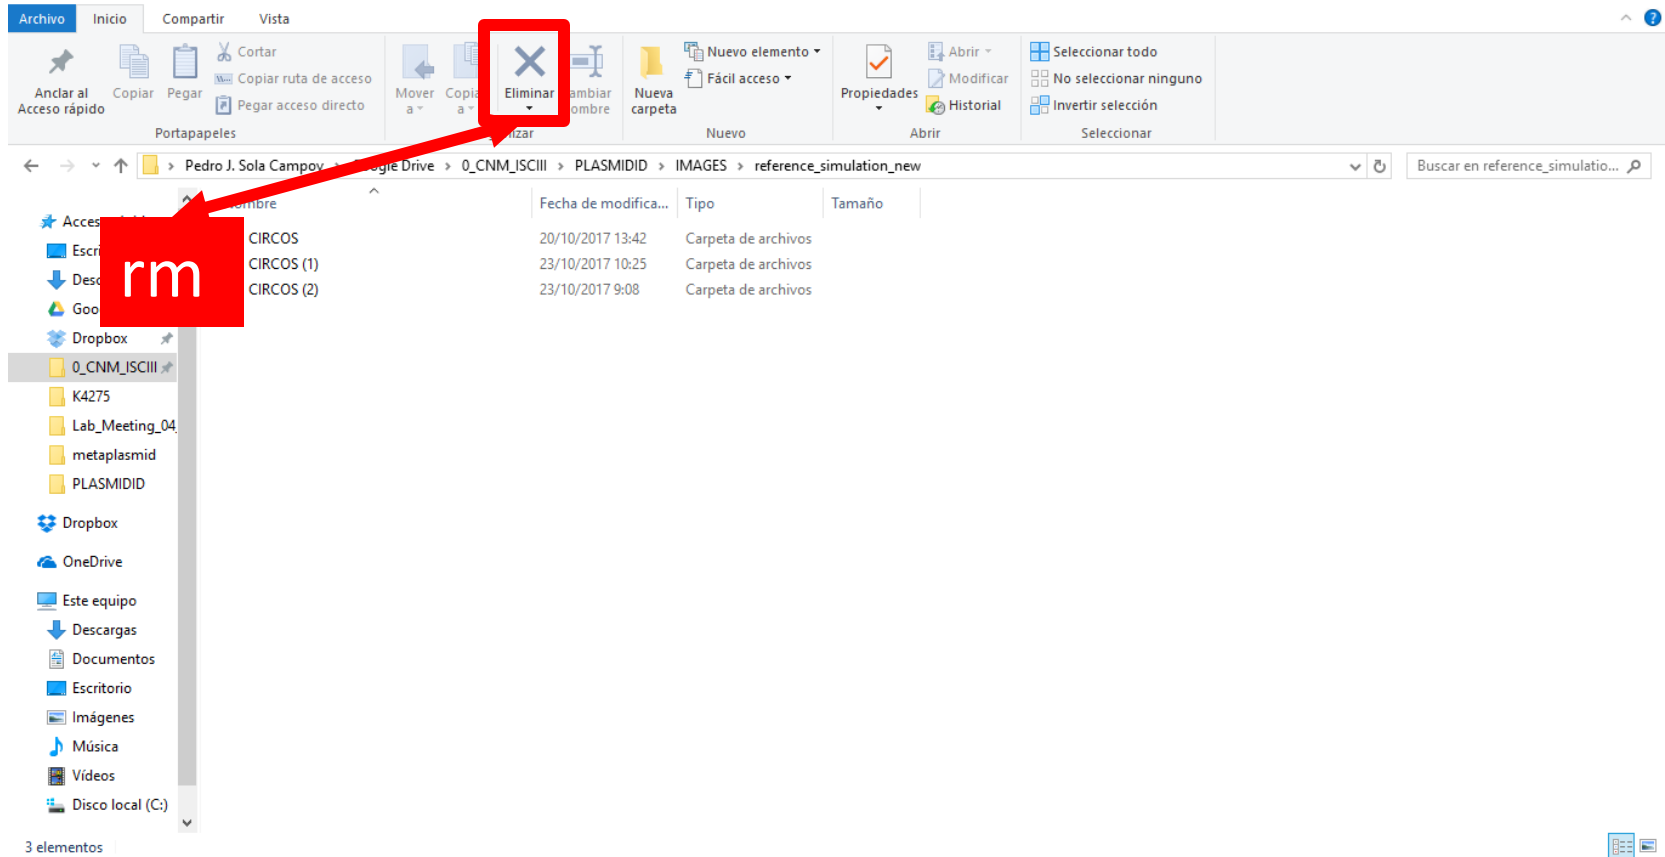 Archivo Inicio Compartir Vista
Anclar al
Acceso rápido
Copiar
Pegar
Cortar
Copiar ruta de acceso
Pegar acceso directo
Portapapeles
Mover
a
a
Eliminar
Nueva
carpeta
Nuevo elemento
Fácil acceso
Nuevo
Propiedades
Abrir
Modificar
Historial
Abrir
Seleccionar todo
No seleccionar ninguno
Invertir selección
Seleccionar
Pedro J. Sola Campoy > Drive > 0_CNM_ISCIII > PLASMIDID > IMAGES > reference_simulation_new
Buscar en reference_simulatio...
Fecha de modifica... Tipo Tamaño
CIRCOS 20/10/2017 13:42 Carpeta de archivos
CIRCOS (1) 23/10/2017 10:25 Carpeta de archivos
CIRCOS (2) 23/10/2017 9:08 Carpeta de archivos
rm
Dropbox
0_CNM_ISCIII
K4275
Lab_Meeting_04_
metaplasmid
PLASMIDID
Dropbox
OneDrive
Este equipo
Descargas
Documentos
Escritorio
Imágenes
Música
Vídeos
Disco local (C:)
3 elementos